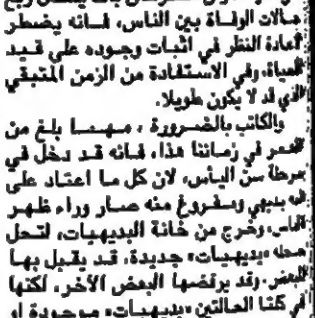 حالات الوفاة بين الناس، فانه يضطر
لاعادة النظر في اثبات وجوده على قيد
الحياة، وفي الاستفادة من الزمن المتبقي
الذي قد لا يكون طويلا.
والكاتب بالضرورة ، مهما بلغ من
العمر في زماننا هذا، فانه قد دخل في
مرحلة سن اليأس، لان كل ما اعتاد على
انه بديهي ومفروغ منه صار وراء ظهر
الناس، وخرج من خانة البديهيات، لتحل
محله «بديهيات» جديدة، قد يقبل بها
البعض، وقد يرفضها البعض الآخر، لكنها
في كلتا الحالتين «بديهيات» موجودة او